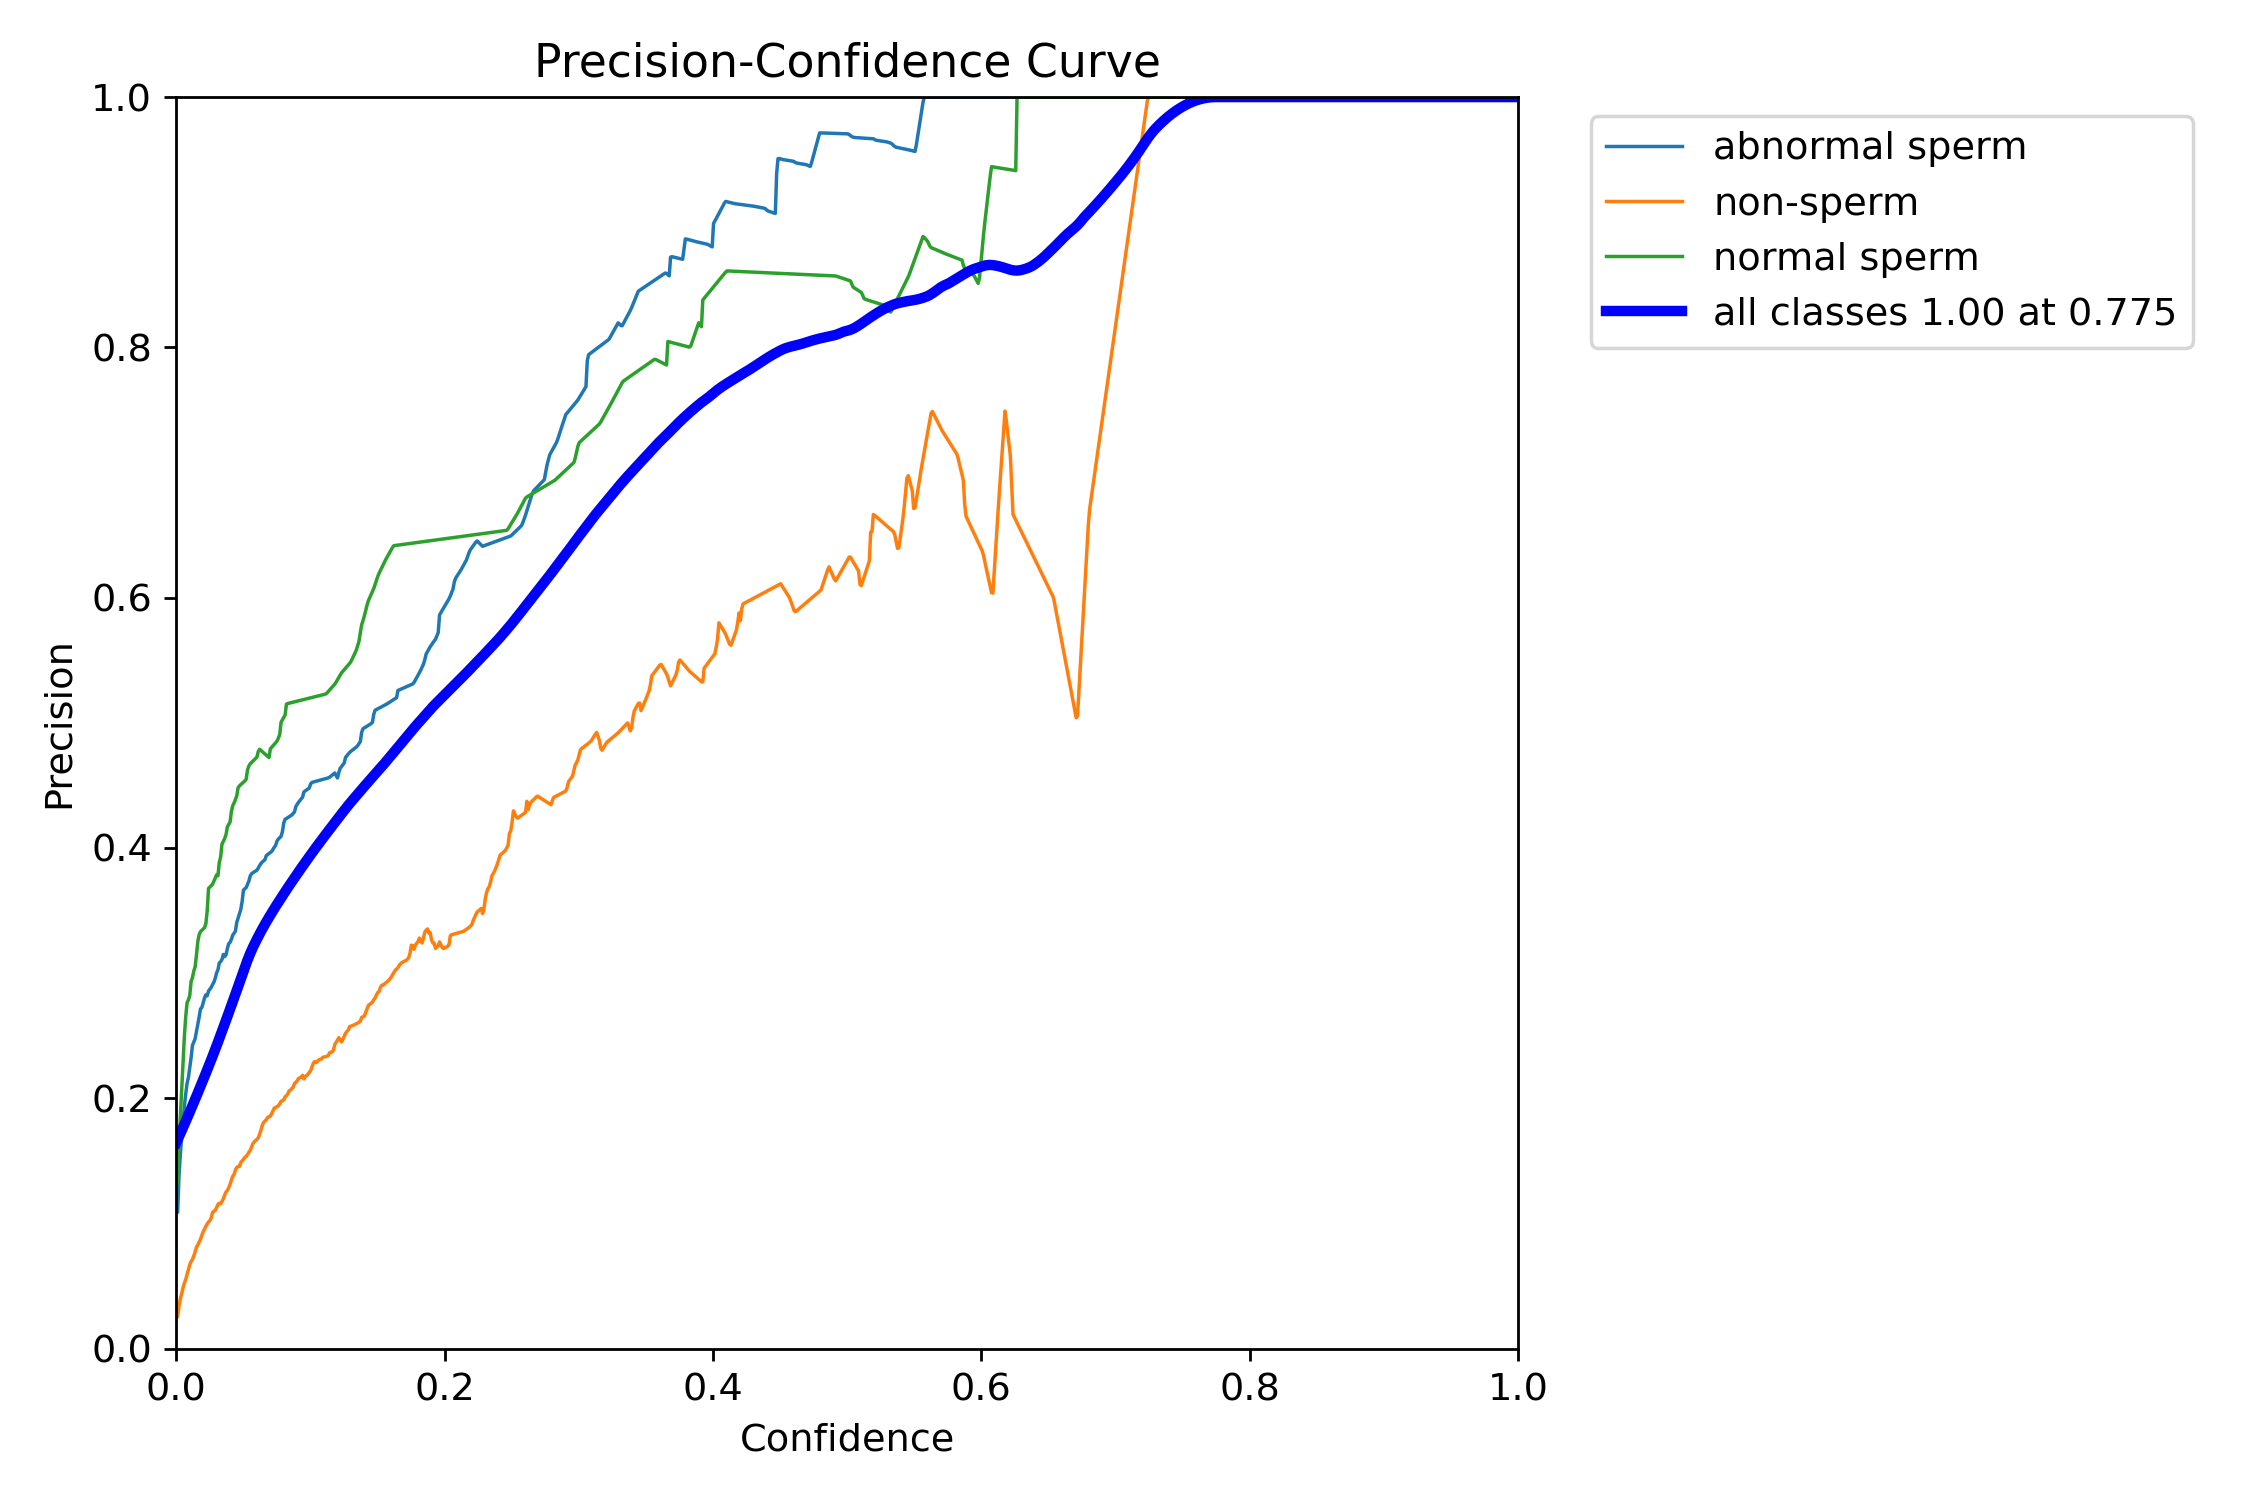 Precision-Confidence Curve
1.0
0.8
0.6
0.4
0.2
0.0
Precision
0.0 0.2 0.4 0.6 0.8 1.0
Confidence
abnormal sperm
non-sperm
normal sperm
all classes 1.00 at 0.775